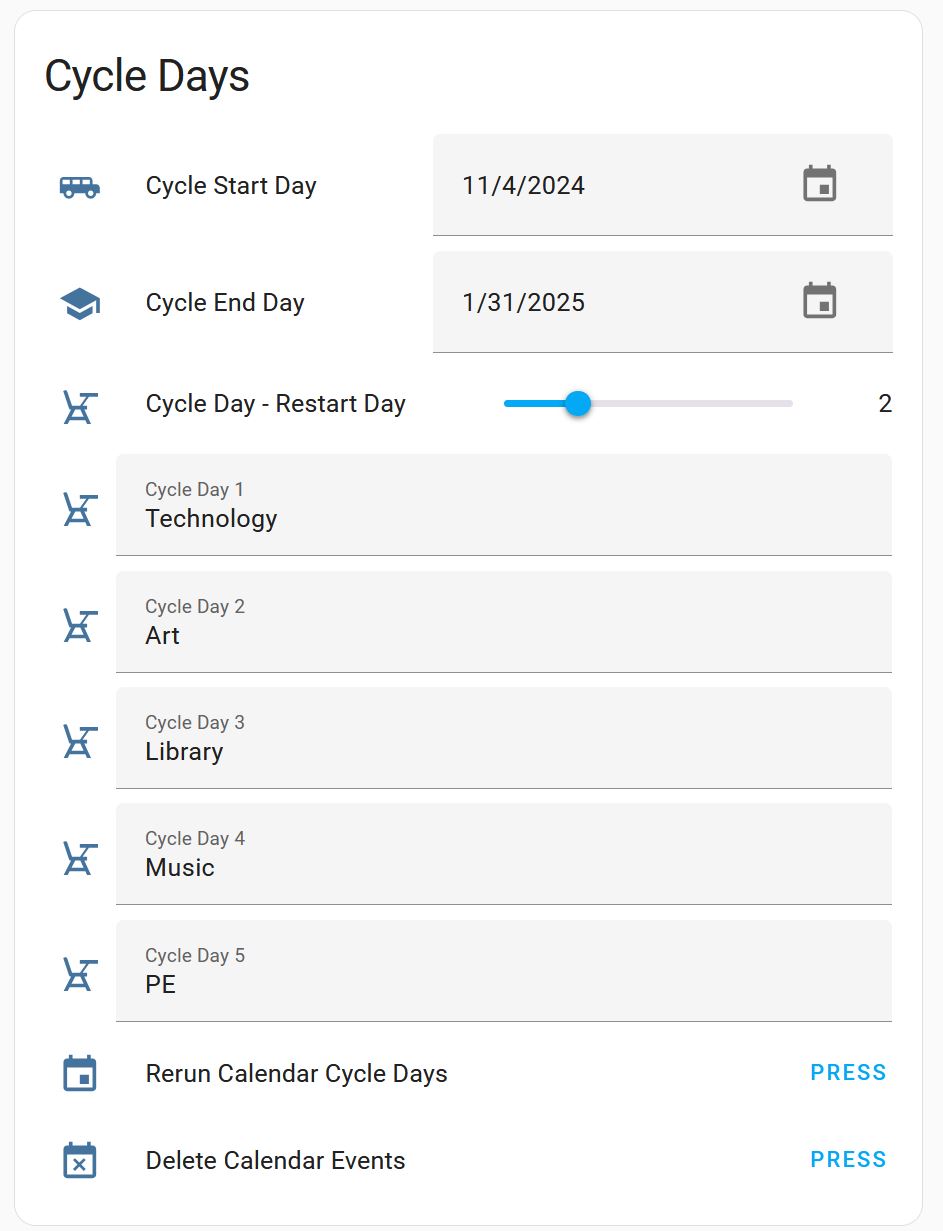 Cycle Days
Cycle Start Day 11/4/2024
Cycle End Day 1/31/2025
Cycle Day - Restart Day 2
Cycle Day 1
Technology
Cycle Day 2
Art
Cycle Day 3
Library
Cycle Day 4
Music
Cycle Day 5
PE
Rerun Calendar Cycle Days PRESS
Delete Calendar Events PRESS